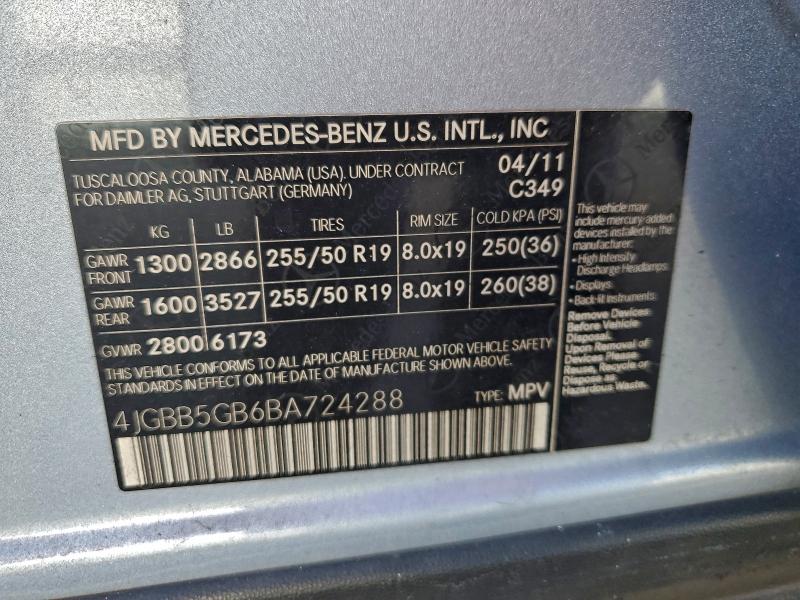 MFD BY MERCEDES-BENZ U.S. INTL., INC
TUSCALOOSA COUNTY, ALABAMA (USA). UNDER CONTRACT
FOR DAIMLER AG, STUTTGART (GERMANY)
04/11
C349
KG LB TIRES RIM SIZE COLD KPA (PSI)
GAWR FRONT 1300 2866 255/50 R19 8.0x19 250(36)
GAWR REAR 1600 3527 255/50 R19 8.0x19 260(38)
GVWR 2800 6173
THIS VEHICLE CONFORMS TO ALL APPLICABLE FEDERAL MOTOR VEHICLE SAFETY
STANDARDS IN EFFECT ON THE DATE OF MANUFACTURE SHOWN ABOVE.
4JGBB5GB6BA724288
TYPE: MPV
This vehicle may
include mercury-added
devices installed by the
manufacturer:
• High Intensity
Discharge Headlamps
• Displays
• Back-lit Instruments
Remove Devices
Before Vehicle
Disposal.
Upon Removal of
Devices Please
Reuse, Recycle
or Dispose as
Hazardous Waste.